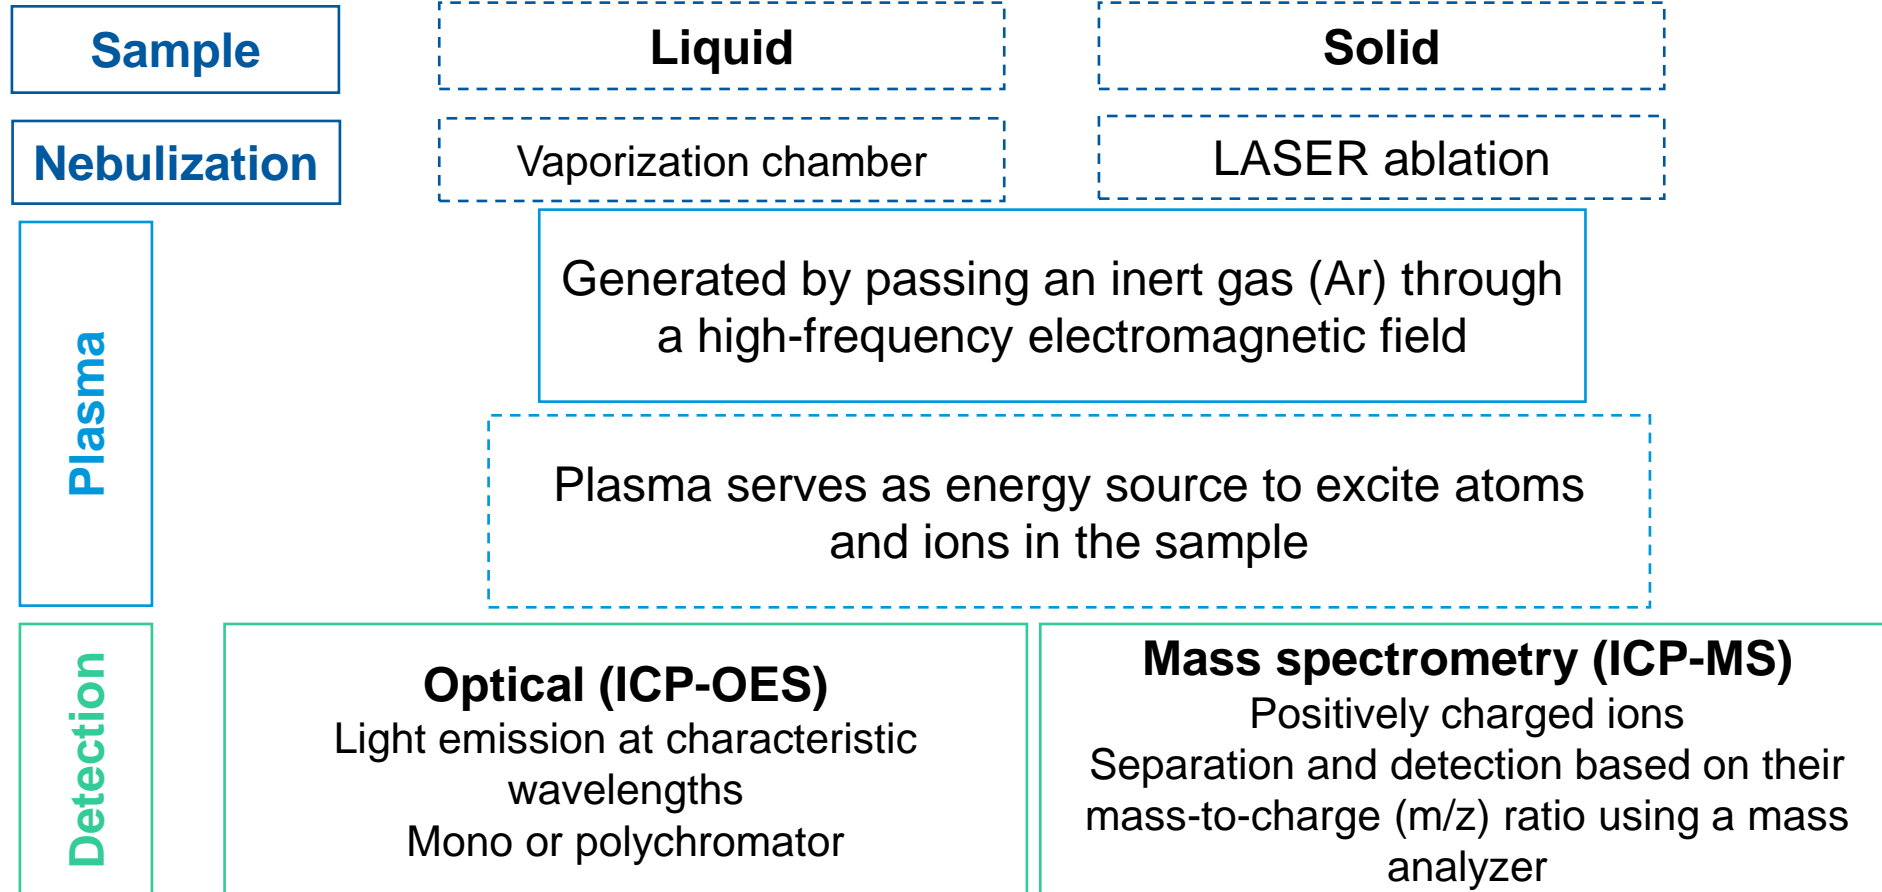 Sample
Liquid
Solid
Nebulization
Vaporization chamber
LASER ablation
Plasma
Generated by passing an inert gas (Ar) through
a high-frequency electromagnetic field
Plasma serves as energy source to excite atoms
and ions in the sample
Detection
Optical (ICP-OES)
Light emission at characteristic
wavelengths
Mono or polychromator
Mass spectrometry (ICP-MS)
Positively charged ions
Separation and detection based on their
mass-to-charge (m/z) ratio using a mass
analyzer